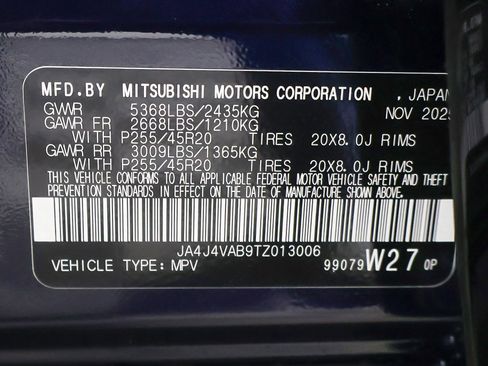 MFD.BY MITSUBISHI MOTORS CORPORATION , JAPAN
GVWR 5368LBS/2435KG NOV 2025
GAWR FR 2668LBS/1210KG
WITH P255/45R20 TIRES 20X8.0J RIMS
GAWR RR 3009LBS/1365KG
WITH P255/45R20 TIRES 20X8.0J RIMS
THIS VEHICLE CONFORMS TO ALL APPLICABLE FEDERAL MOTOR VEHICLE SAFETY AND THEFT
PREVENTION STANDARDS IN EFFECT ON THE DATE OF MANUFACTURE SHOWN ABOVE.
JA4J4VAB9TZ013006
VEHICLE TYPE: MPV 99079 W27 0P